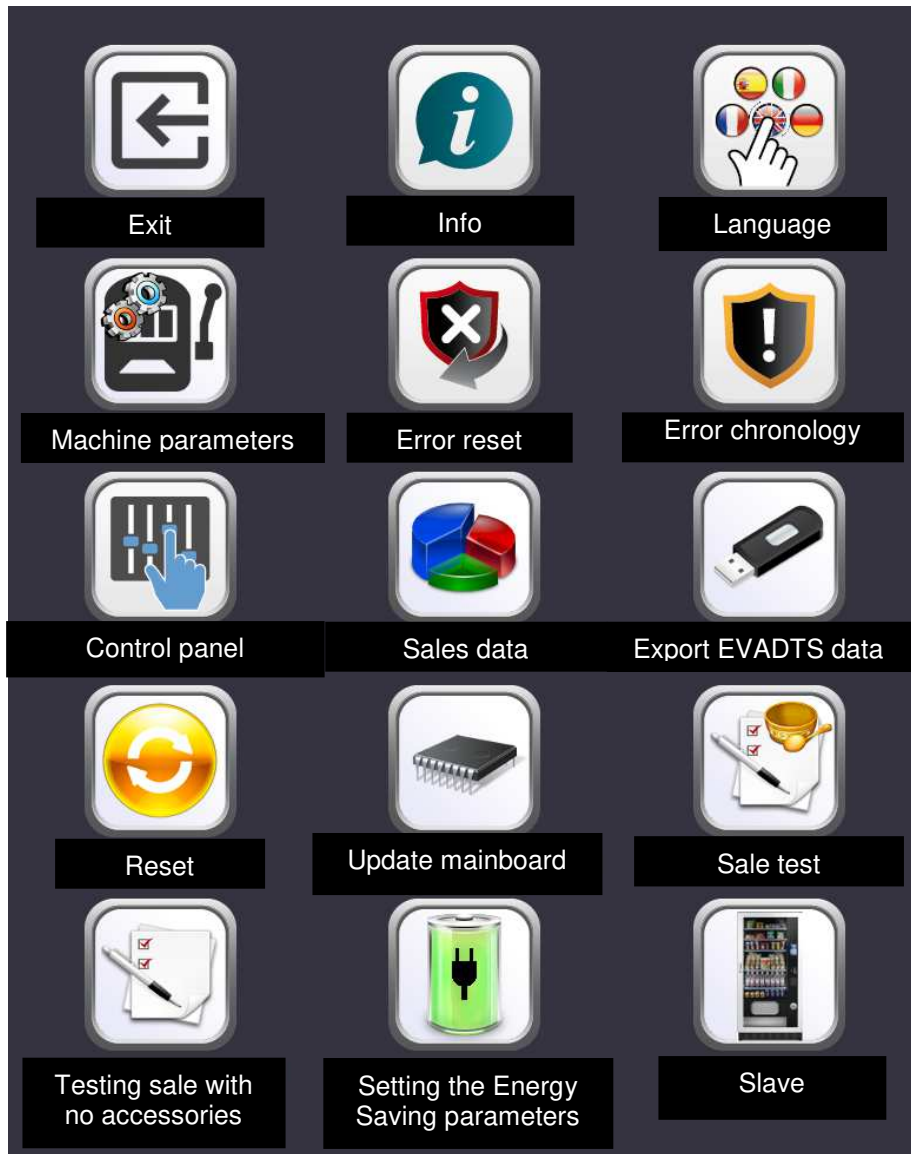 Exit
Info
Language
Machine parameters
Error reset
Error chronology
Control panel
Sales data
Export EVADTS data
Reset
Update mainboard
Sale test
Testing sale with
no accessories
Setting the Energy
Saving parameters
Slave